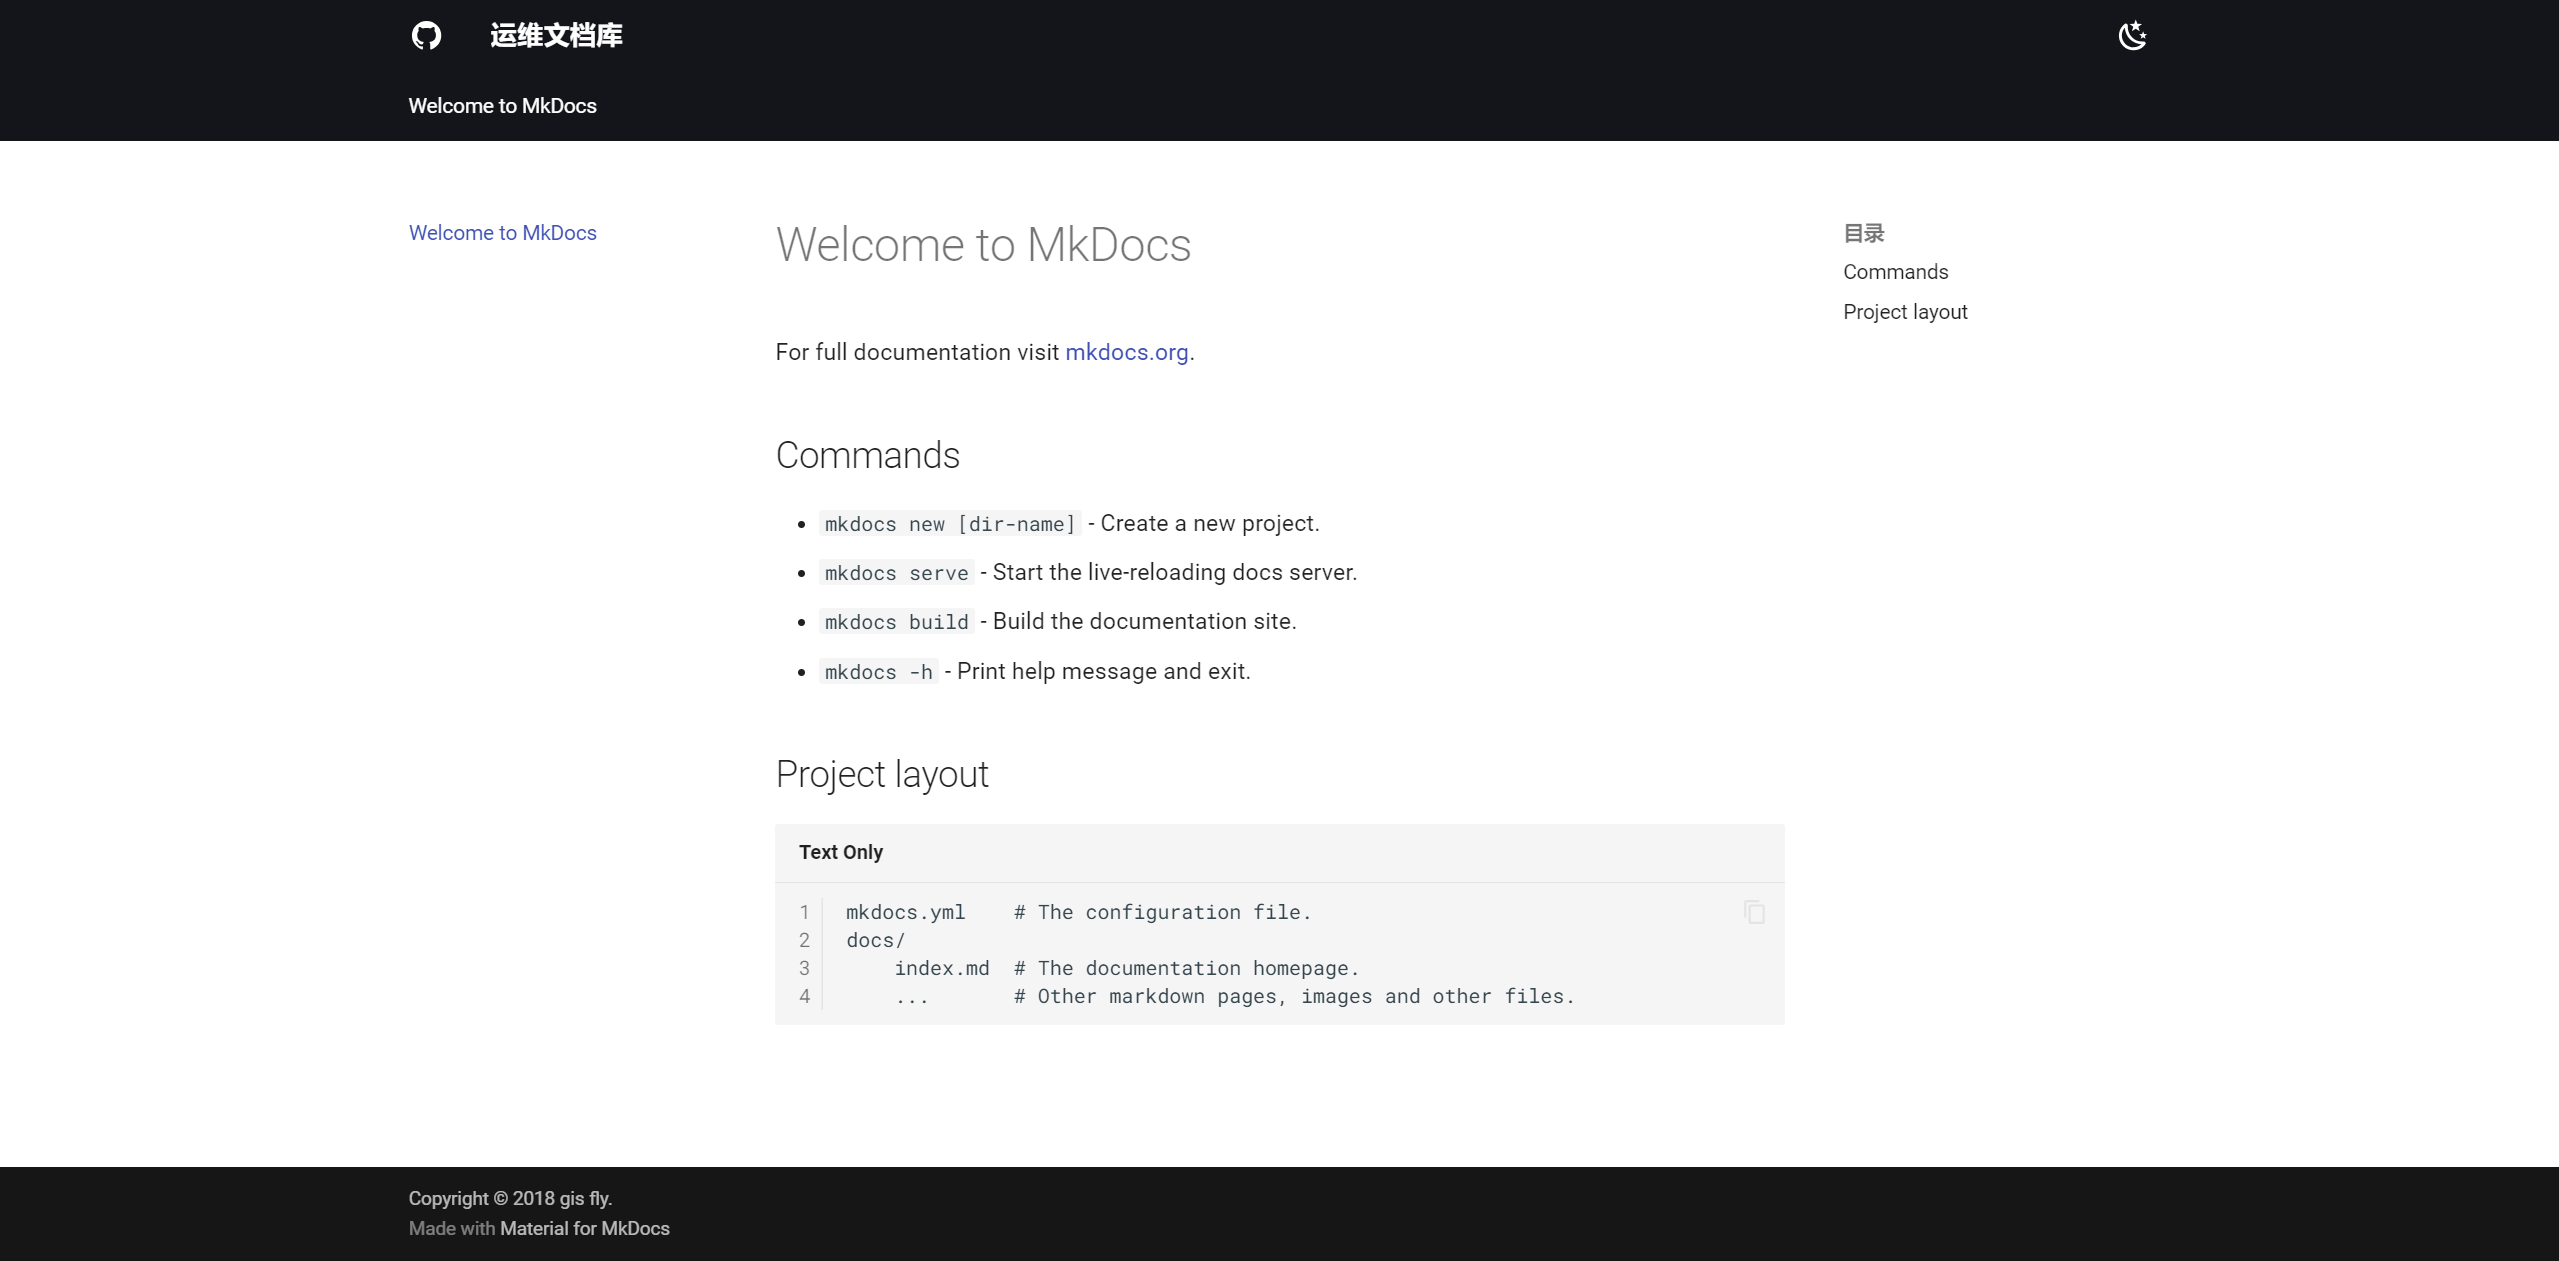 运维文档库
Welcome to MkDocs
Welcome to MkDocs
Welcome to MkDocs
For full documentation visit mkdocs.org.
Commands
mkdocs new [dir-name] - Create a new project.
mkdocs serve - Start the live-reloading docs server.
mkdocs build - Build the documentation site.
mkdocs -h - Print help message and exit.
Project layout
Text Only
1 mkdocs.yml    # The configuration file.
2 docs/
3     index.md  # The documentation homepage.
4     ...       # Other markdown pages, images and other files.
目录
Commands
Project layout
Copyright © 2018 gis fly.
Made with Material for MkDocs